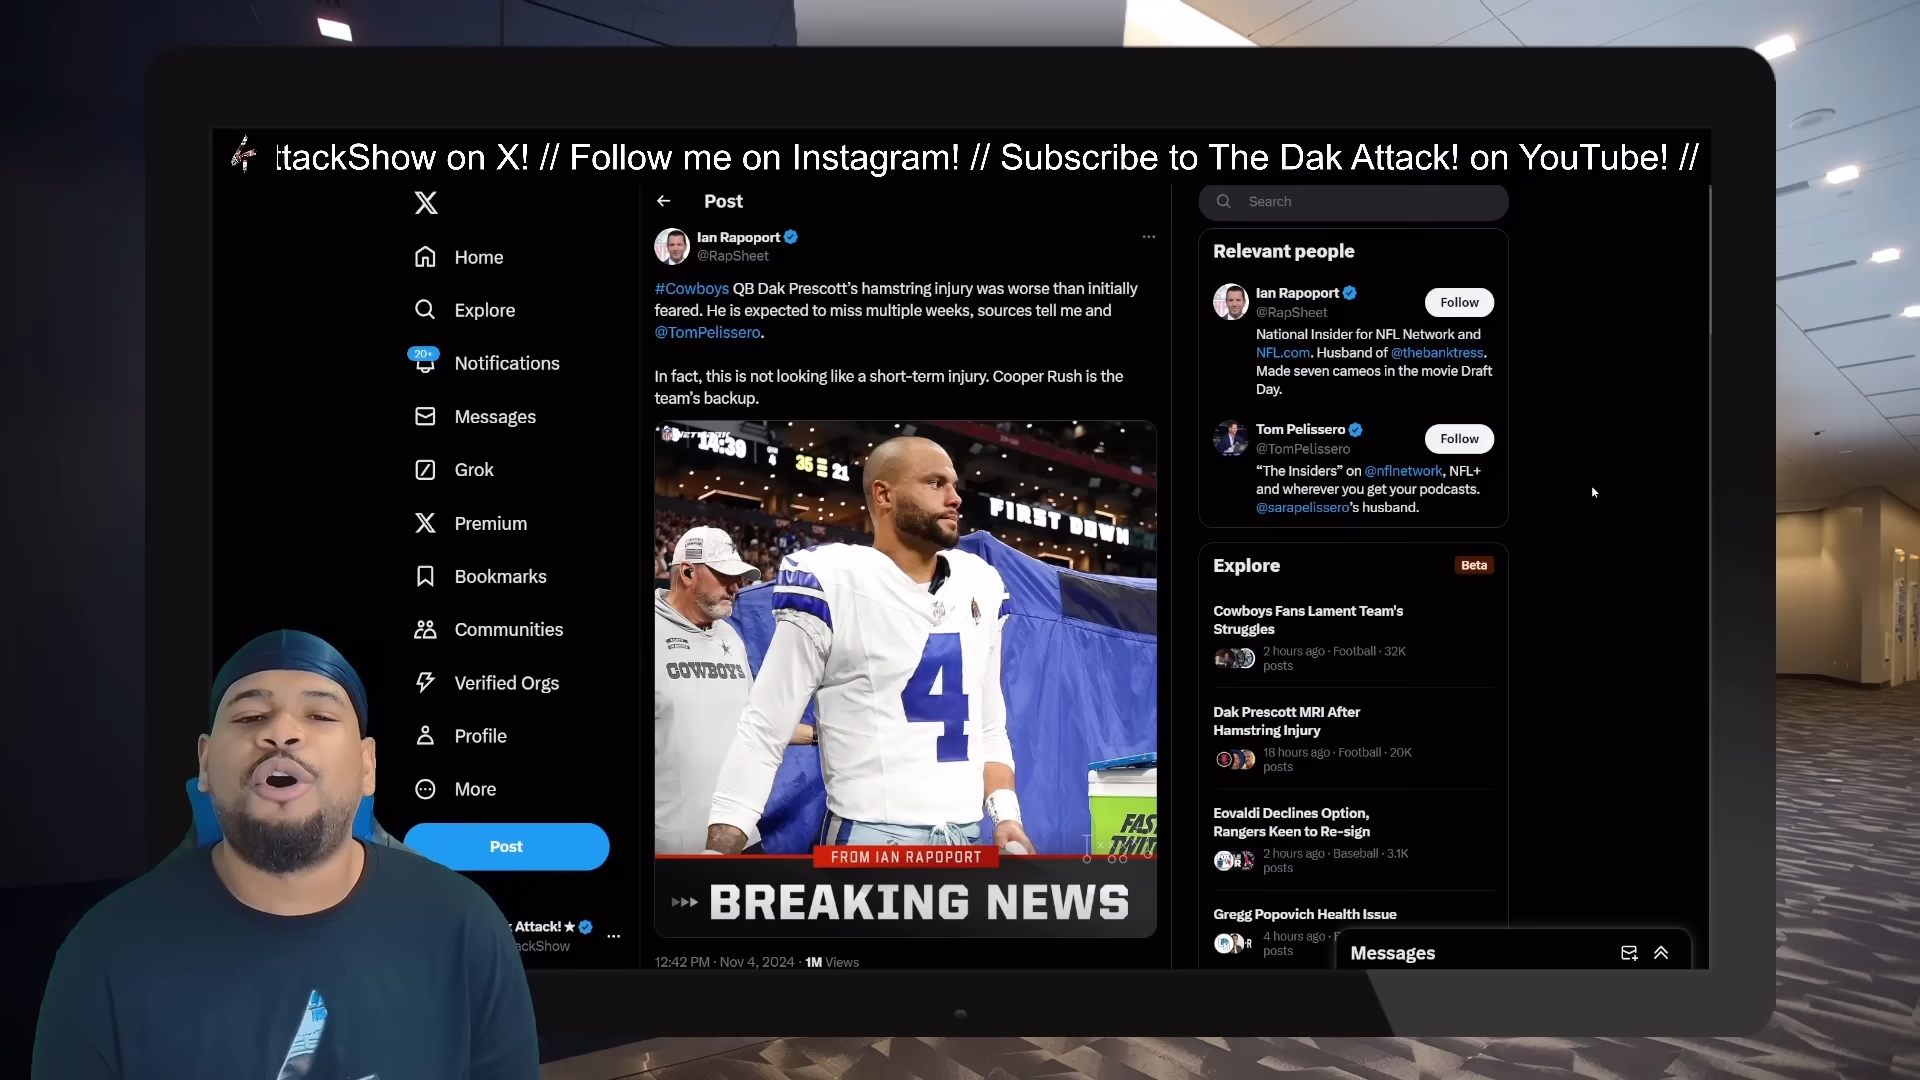 ttackShow on X! // Follow me on Instagram! // Subscribe to The Dak Attack! on YouTube! //
Home
Explore
20+
Notifications
Messages
Grok
Premium
Bookmarks
Communities
Verified Orgs
Profile
More
Post
Attack!★
ackShow
Post
Ian Rapoport
@RapSheet
#Cowboys QB Dak Prescott’s hamstring injury was worse than initially
feared. He is expected to miss multiple weeks, sources tell me and
@TomPelissero.
In fact, this is not looking like a short-term injury. Cooper Rush is the
team’s backup.
14:39
4
35
21
FIRST DOWN
COWBOYS
4
FAS
TWIT
FROM IAN RAPOPORT
BREAKING NEWS
12:42 PM · Nov 4, 2024 · 1M Views
Search
Relevant people
Ian Rapoport
Follow
@RapSheet
National Insider for NFL Network and
NFL.com. Husband of @thebanktress.
Made seven cameos in the movie Draft
Day.
Tom Pelissero
Follow
@TomPelissero
“The Insiders” on @nflnetwork, NFL+
and wherever you get your podcasts.
@sarapelissero’s husband.
Explore
Beta
Cowboys Fans Lament Team's
Struggles
2 hours ago · Football · 32K
posts
Dak Prescott MRI After
Hamstring Injury
18 hours ago · Football · 20K
posts
Eovaldi Declines Option,
Rangers Keen to Re-sign
2 hours ago · Baseball · 3.1K
posts
Gregg Popovich Health Issue
4 hours ago ·
posts
Messages